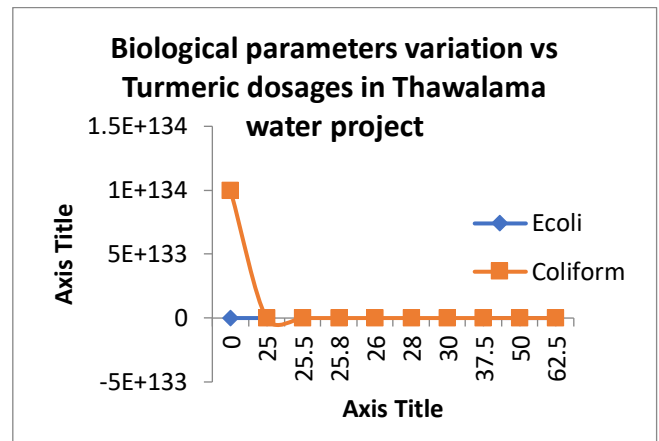 Biological parameters variation vs
Turmeric dosages in Thawalama
water project
1.5E+134
1E+134
5E+133
0
-5E+133
Axis Title
0
25
25.5
25.8
26
28
30
37.5
50
62.5
Axis Title
Ecoli
Coliform